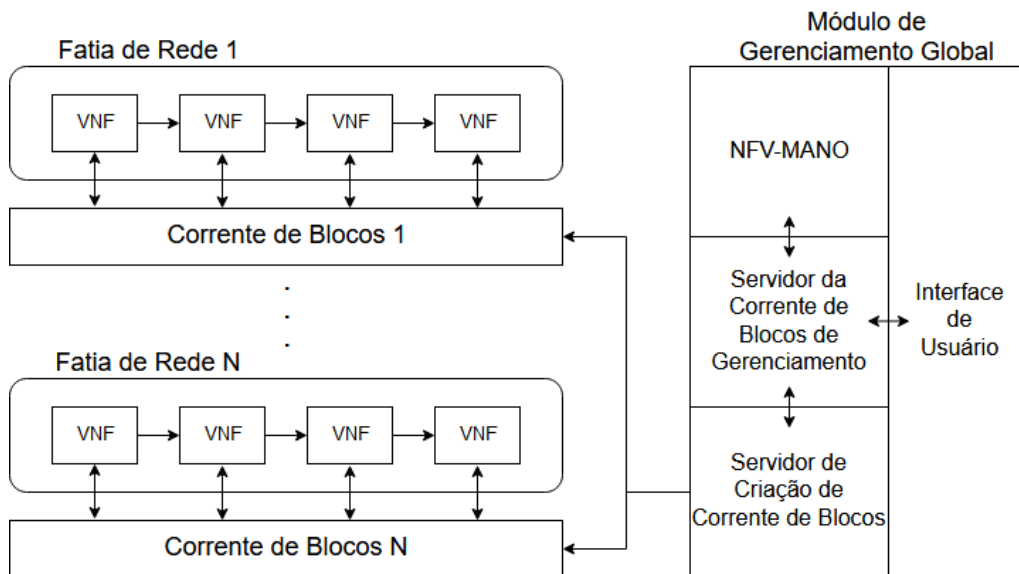 Fatia de Rede 1
VNF
VNF
VNF
VNF
Corrente de Blocos 1
.
.
.
Fatia de Rede N
VNF
VNF
VNF
VNF
Corrente de Blocos N
Módulo de
Gerenciamento Global
NFV-MANO
Servidor da
Corrente de
Blocos de
Gerenciamento
Interface
de
Usuário
Servidor de
Criação de
Corrente de Blocos